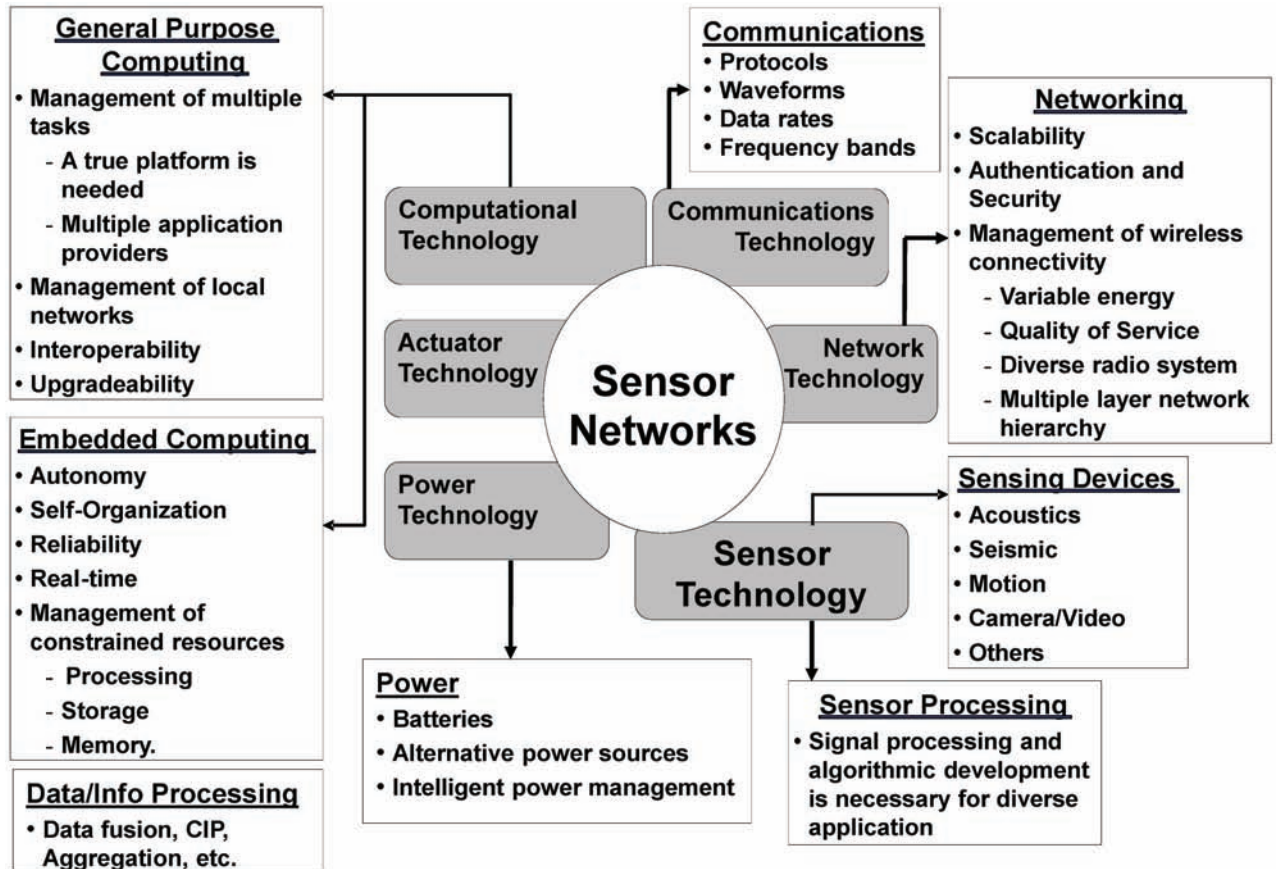 General Purpose
Computing
• Management of multiple
tasks
- A true platform is
needed
- Multiple application
providers
• Management of local
networks
• Interoperability
• Upgradeability
Embedded Computing
• Autonomy
• Self-Organization
• Reliability
• Real-time
• Management of
constrained resources
- Processing
- Storage
- Memory.
Data/Info Processing
• Data fusion, CIP,
Aggregation, etc.
Computational
Technology
Actuator
Technology
Power
Technology
Sensor
Networks
Communications
Technology
Network
Technology
Sensor
Technology
Communications
• Protocols
• Waveforms
• Data rates
• Frequency bands
Networking
• Scalability
• Authentication and
Security
• Management of wireless
connectivity
- Variable energy
- Quality of Service
- Diverse radio system
- Multiple layer network
hierarchy
Sensing Devices
• Acoustics
• Seismic
• Motion
• Camera/Video
• Others
Power
• Batteries
• Alternative power sources
• Intelligent power management
Sensor Processing
• Signal processing and
algorithmic development
is necessary for diverse
application